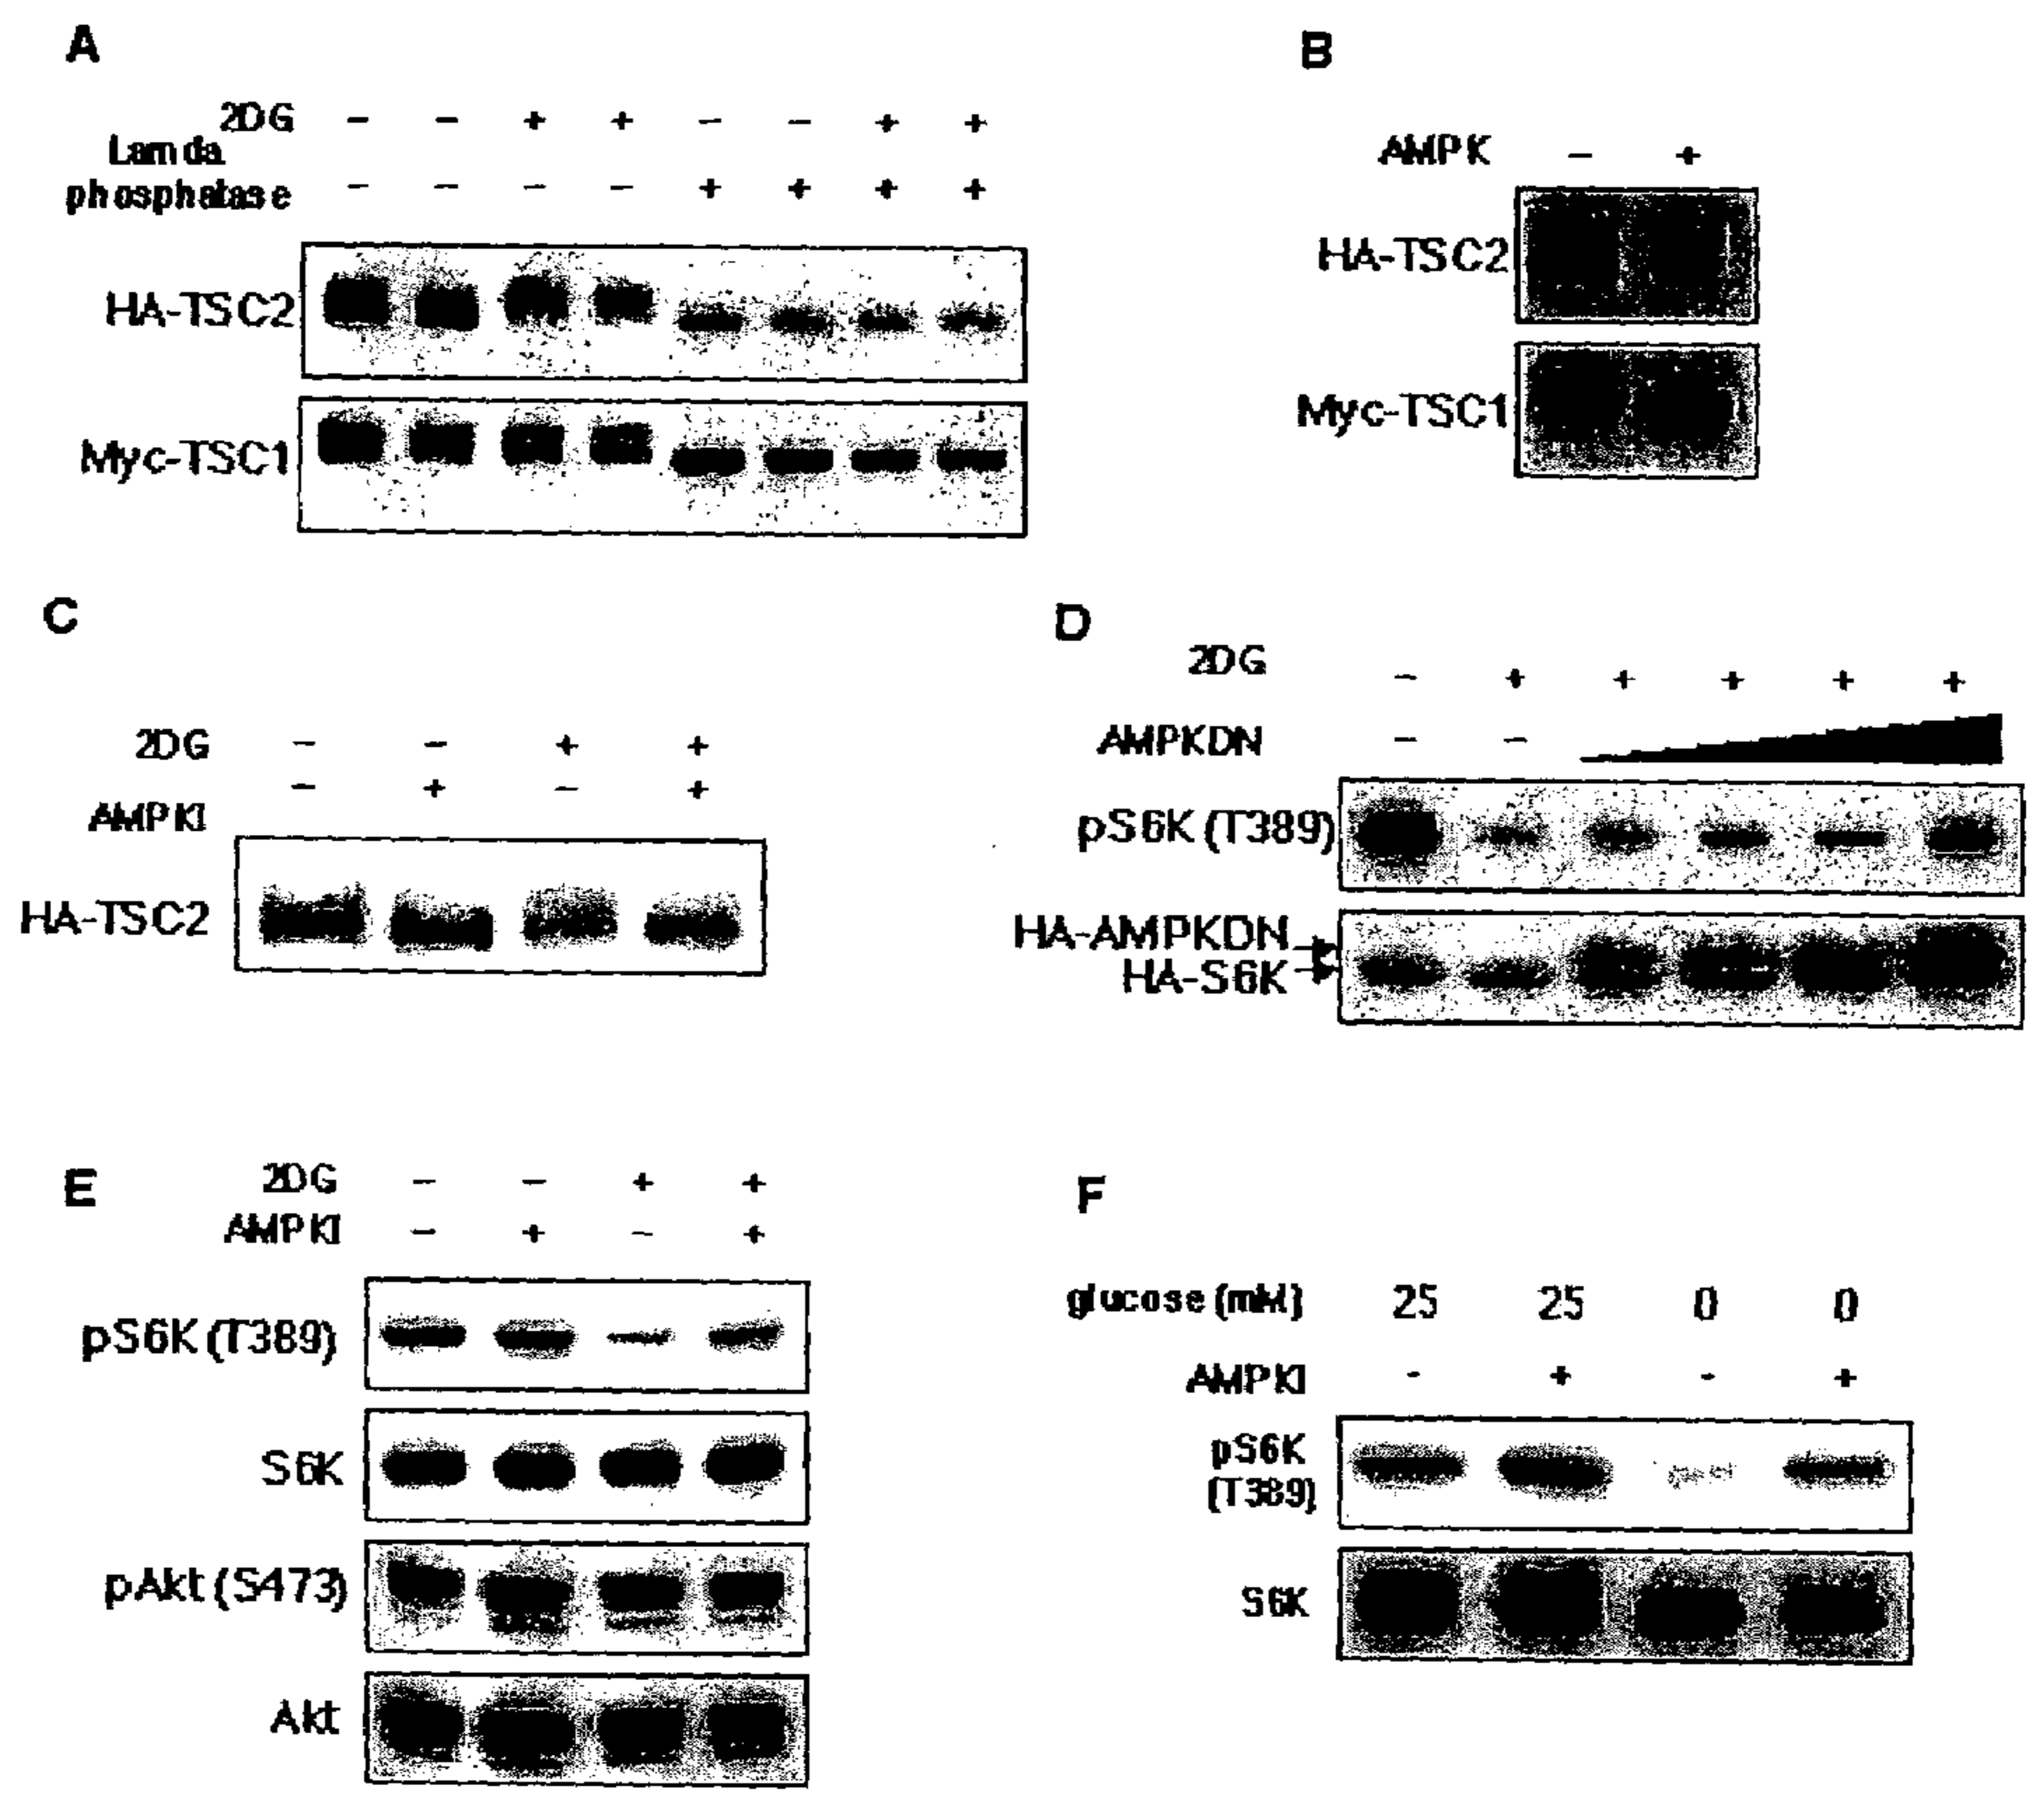 A
2DG - - + + - - + +
Lamda
phosphatase - - - - + + + +
HA-TSC2
Myc-TSC1
B
AMPK - +
HA-TSC2
Myc-TSC1
C
2DG - - + +
AMPKI - + - +
HA-TSC2
D
2DG - + + + + +
AMPKDN - -
pS6K (T389)
HA-AMPKDN
HA-S6K
E
2DG - - + +
AMPKI - + - +
pS6K (T389)
S6K
pAkt (S473)
Akt
F
glucose (mM) 25 25 0 0
AMPKI - + - +
pS6K
(T389)
S6K